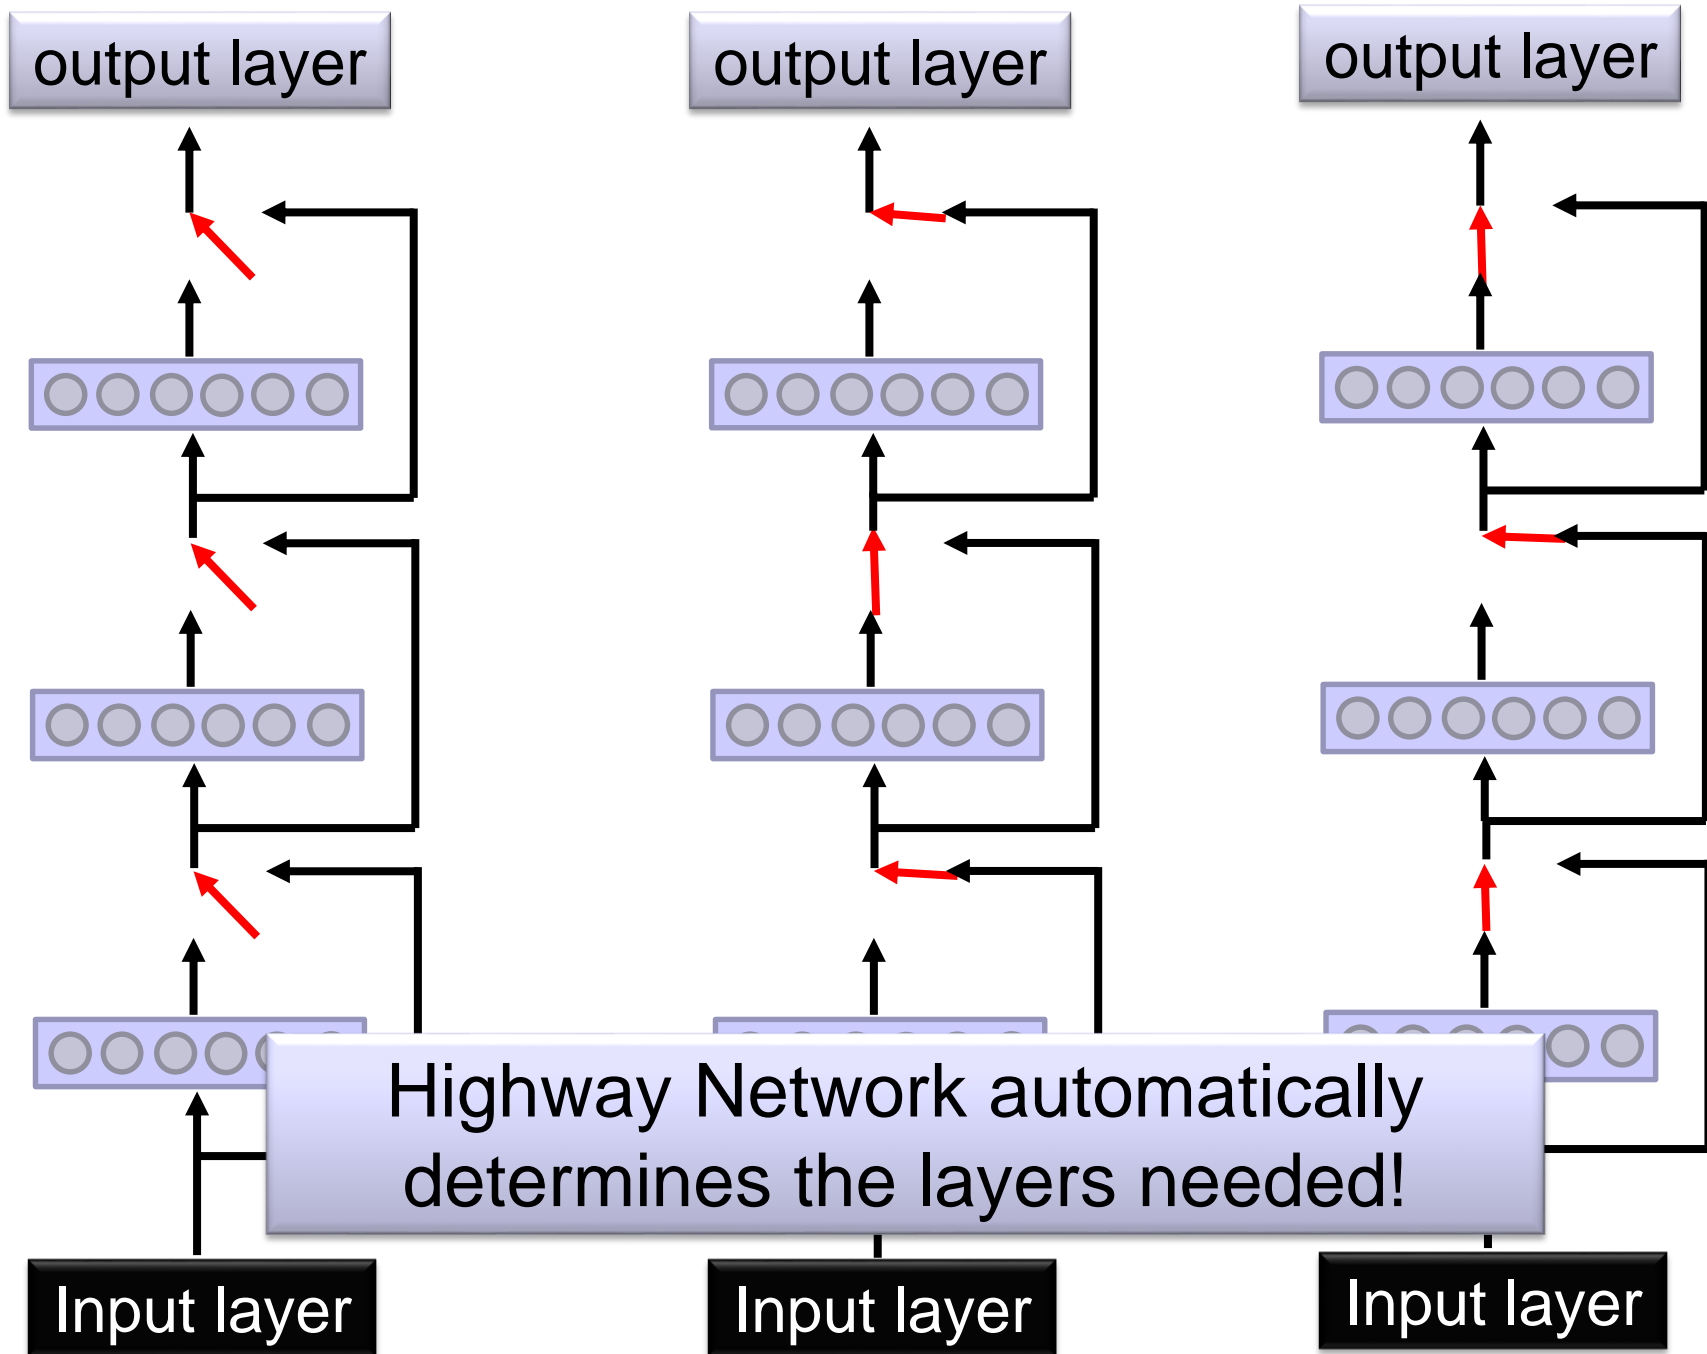 output layer
output layer
output layer
Highway Network automatically
determines the layers needed!
Input layer
Input layer
Input layer